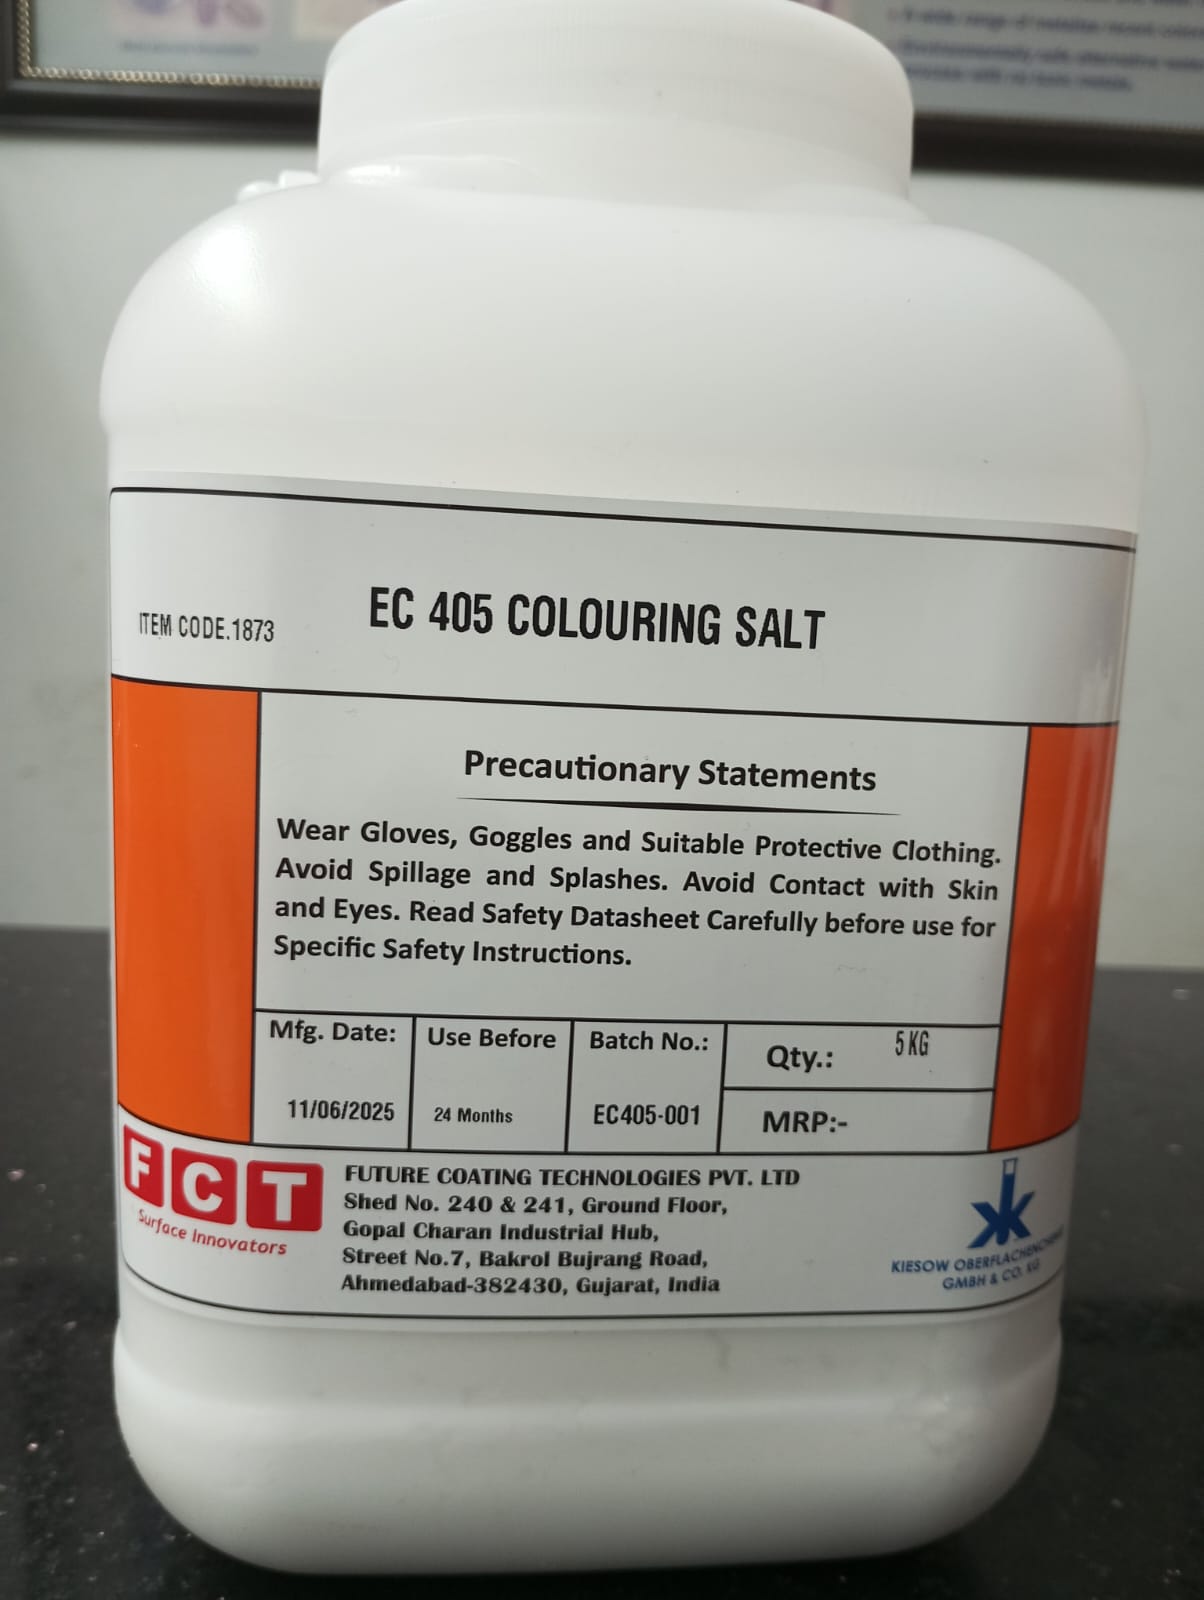 EC 405 COLOURING SALT
ITEM CODE.1873
Precautionary Statements
Wear Gloves, Goggles and Suitable Protective Clothing.
Avoid Spillage and Splashes. Avoid Contact with Skin
and Eyes. Read Safety Datasheet Carefully before use for
Specific Safety Instructions.
Mfg. Date:
11/06/2025
Use Before
24 Months
Batch No.:
EC405-001
Qty.: 5 KG
MRP:-
FCT
Surface Innovators
FUTURE COATING TECHNOLOGIES PVT. LTD
Shed No. 240 & 241, Ground Floor,
Gopal Charan Industrial Hub,
Street No.7, Bakrol Bujrang Road,
Ahmedabad-382430, Gujarat, India
KIESOW OBERFLÄCHENCHEMIE
GMBH & CO. KG